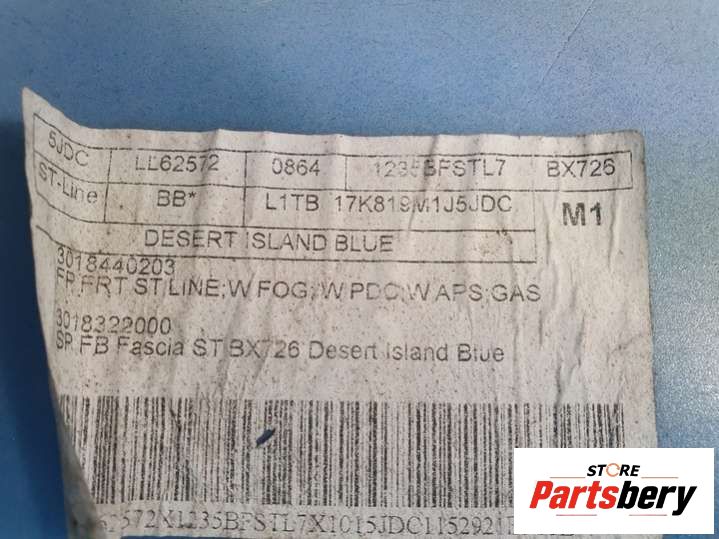 5JDC LL62572 0864 1235BFSTL7 BX726
ST-Line BB* L1TB 17K819M1J5JDC M1
DESERT ISLAND BLUE
3018440203
FP.FRT ST LINE;W FOG;W PDC;W APS;GAS
3018322000
SP. FB Fascia ST BX726 Desert Island Blue
STORE
Partsbery